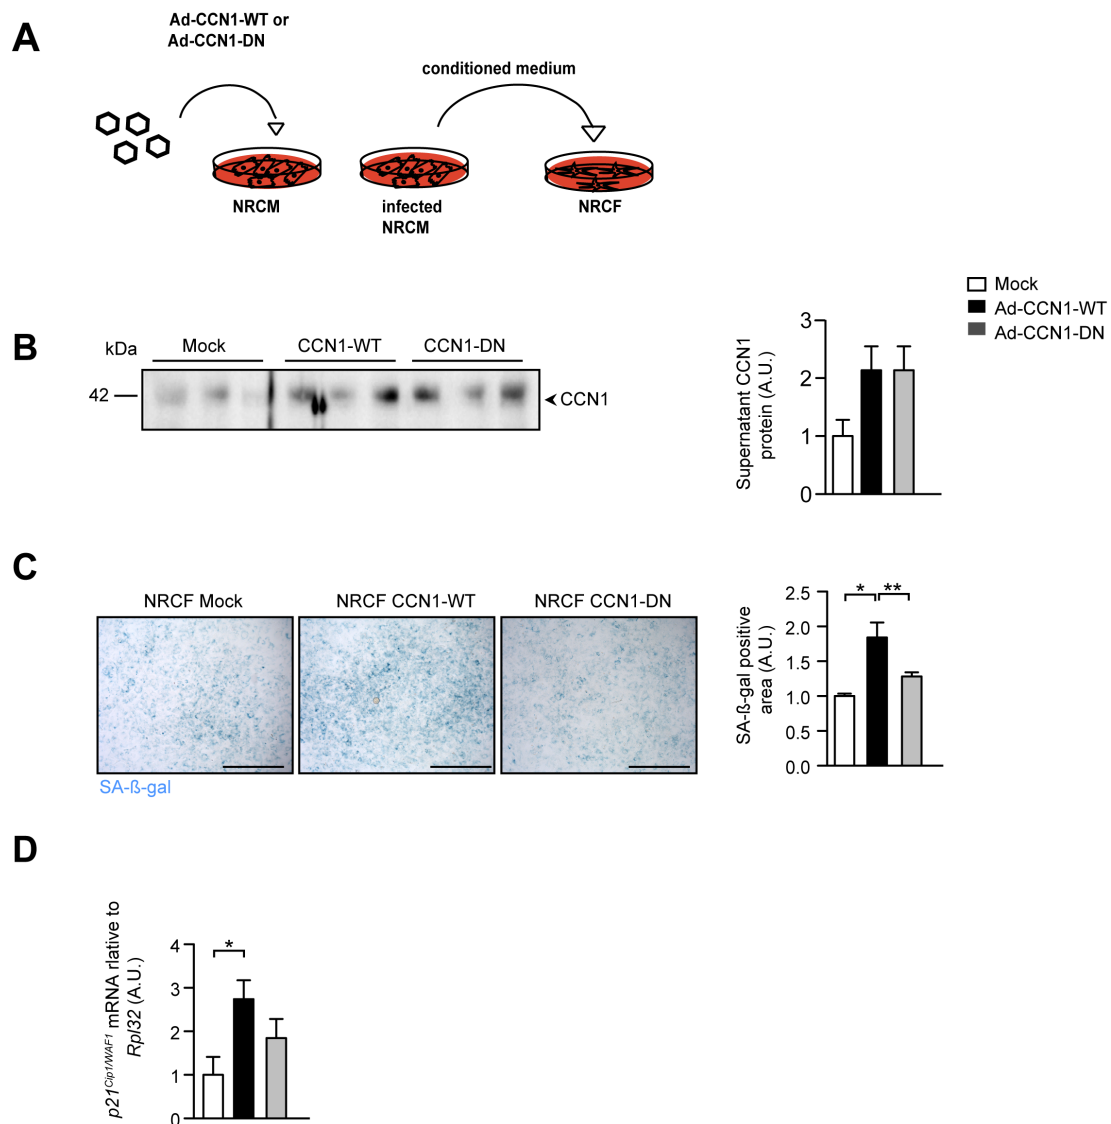 A
Ad-CCN1-WT or
Ad-CCN1-DN
conditioned medium
NRCM
infected
NRCM
NRCF
B
kDa
Mock
CCN1-WT
CCN1-DN
42
CCN1
Supernatant CCN1
protein (A.U.)
3
2
1
0
Mock
Ad-CCN1-WT
Ad-CCN1-DN
C
NRCF Mock
NRCF CCN1-WT
NRCF CCN1-DN
SA-ß-gal
SA-ß-gal positive
area (A.U.)
2.5
2.0
1.5
1.0
0.5
0.0
* **
D
p21Cip1/WAF1 mRNA rlative to
Rpl32 (A.U.)
4
3
2
1
0
*